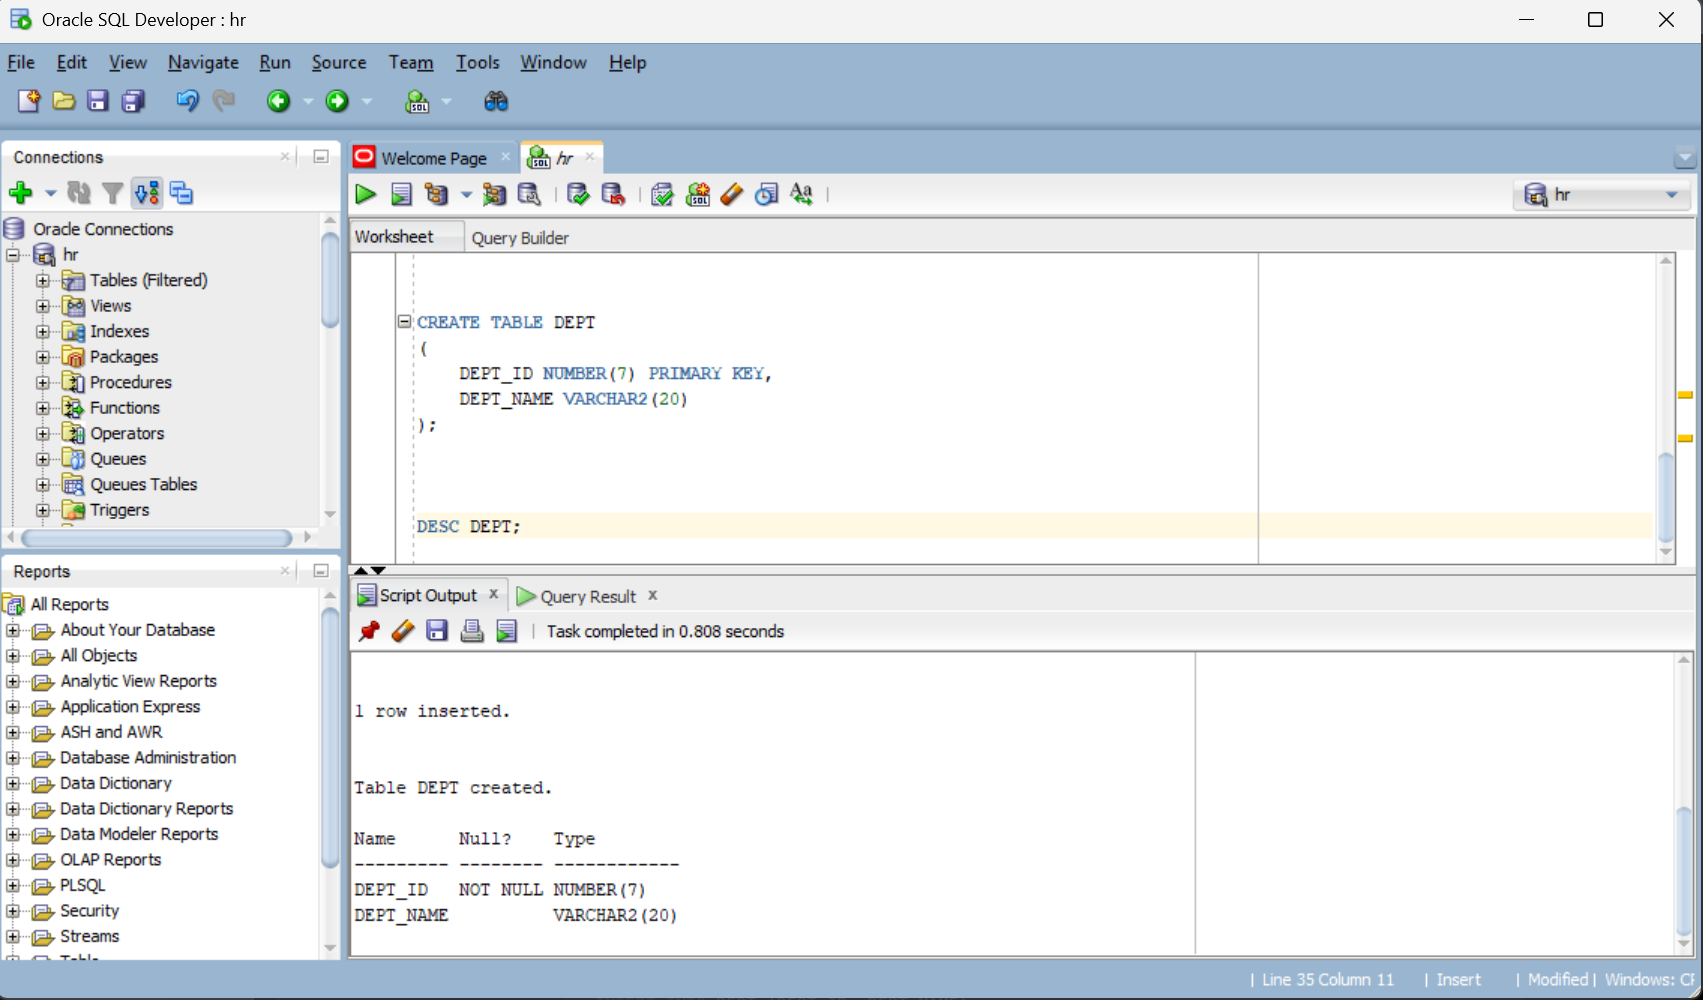 Oracle SQL Developer : hr
File Edit View Navigate Run Source Team Tools Window Help
Connections
Oracle Connections
hr
Tables (Filtered)
Views
Indexes
Packages
Procedures
Functions
Operators
Queues
Queues Tables
Triggers
Reports
All Reports
About Your Database
All Objects
Analytic View Reports
Application Express
ASH and AWR
Database Administration
Data Dictionary
Data Dictionary Reports
Data Modeler Reports
OLAP Reports
PLSQL
Security
Streams
Welcome Page
hr
hr
Worksheet Query Builder
CREATE TABLE DEPT
(
DEPT_ID NUMBER(7) PRIMARY KEY,
DEPT_NAME VARCHAR2(20)
);
DESC DEPT;
Script Output x Query Result x
Task completed in 0.808 seconds
1 row inserted.
Table DEPT created.
Name Null? Type
--------- -------- ------------
DEPT_ID NOT NULL NUMBER(7)
DEPT_NAME VARCHAR2(20)
| Line 35 Column 11 | Insert | Modified | Windows: